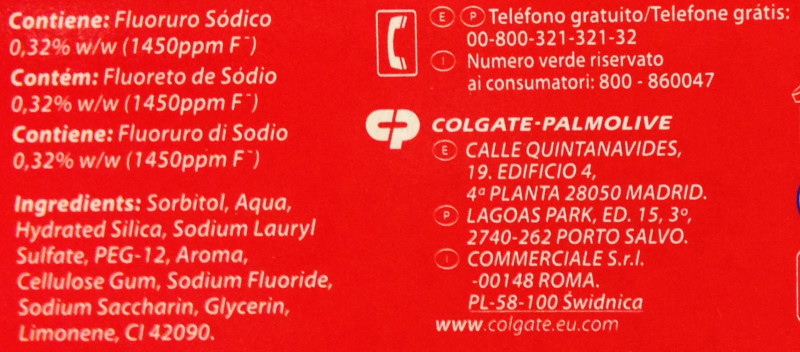 Contiene: Fluoruro Sódico
0,32% w/w (1450ppm F⁻)
Contém: Fluoreto de Sódio
0,32% w/w (1450ppm F⁻)
Contiene: Fluoruro di Sodio
0,32% w/w (1450ppm F⁻)
Ingredients: Sorbitol, Aqua,
Hydrated Silica, Sodium Lauryl
Sulfate, PEG-12, Aroma,
Cellulose Gum, Sodium Fluoride,
Sodium Saccharin, Glycerin,
Limonene, CI 42090.
E P Teléfono gratuito/Telefone grátis:
00-800-321-321-32
I Numero verde riservato
ai consumatori: 800 - 860047
CP COLGATE-PALMOLIVE
E CALLE QUINTANAVIDES,
19. EDIFICIO 4,
4ª PLANTA 28050 MADRID.
P LAGOAS PARK, ED. 15, 3º,
2740-262 PORTO SALVO.
I COMMERCIALE S.r.l.
-00148 ROMA.
PL-58-100 Świdnica
www.colgate.eu.com